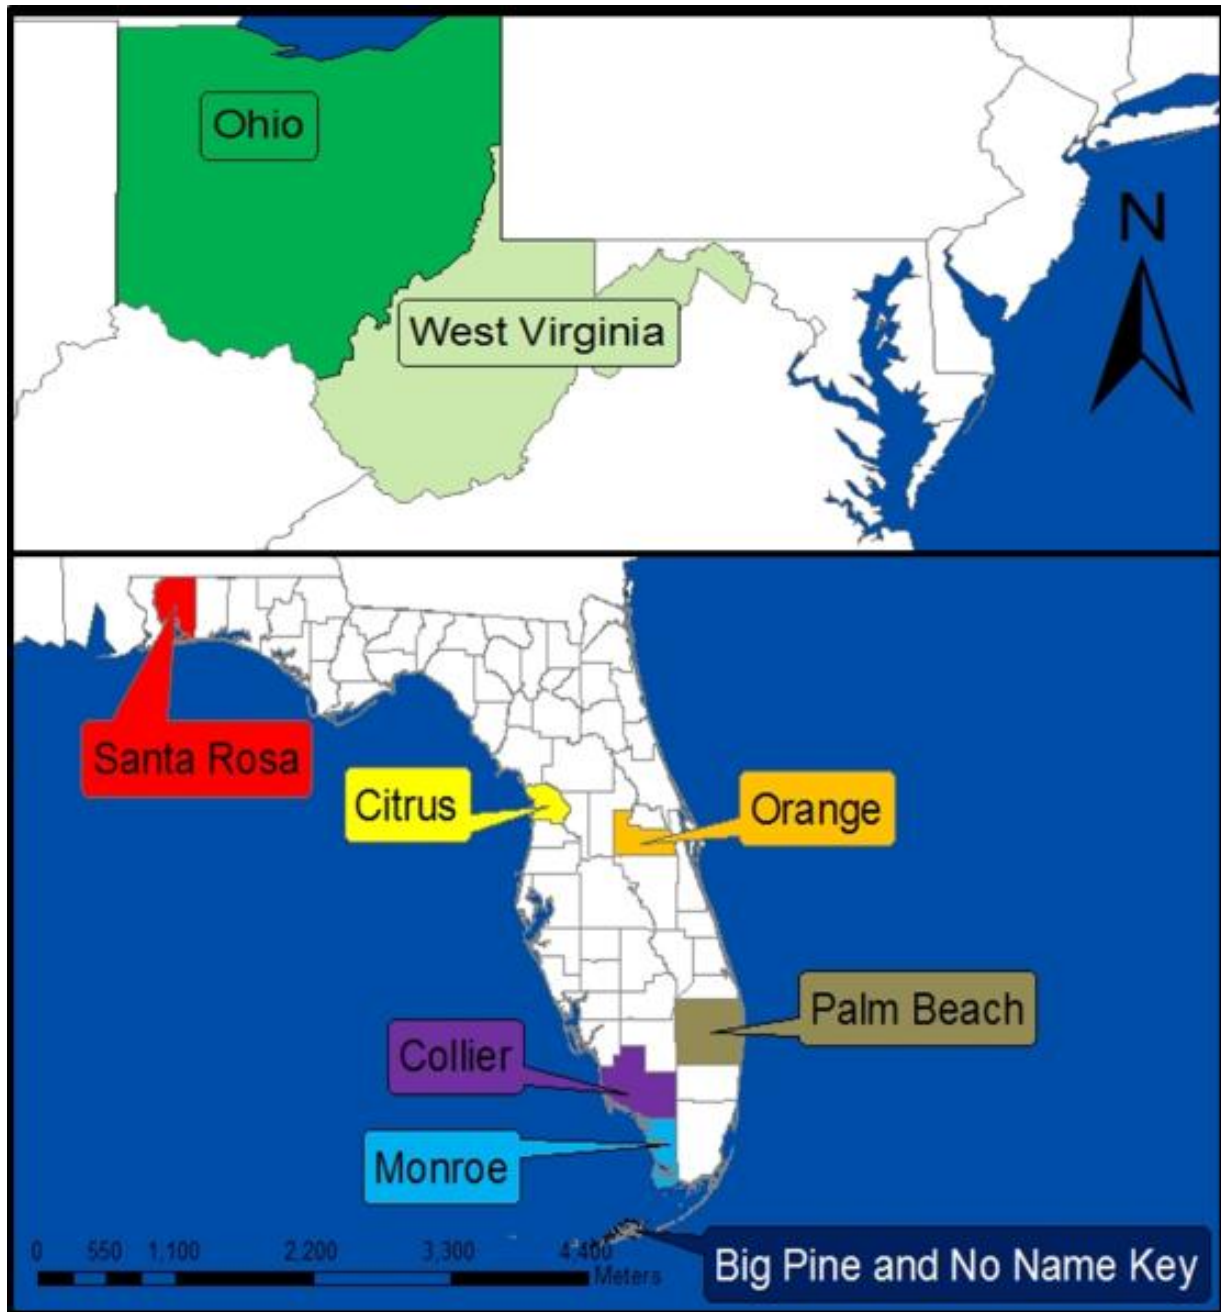 Ohio
N
West Virginia
Santa Rosa
Citrus
Orange
Palm Beach
Collier
Monroe
0 550 1,100 2,200 3,300 4,400
Meters
Big Pine and No Name Key